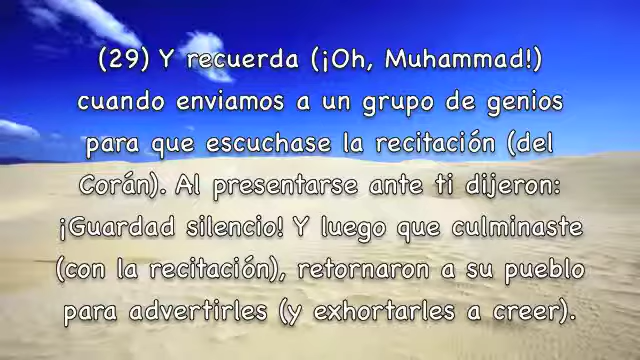 (29) Y recuerda (¡Oh, Muhammad!)
cuando enviamos a un grupo de genios
para que escuchase la recitación (del
Corán). Al presentarse ante ti dijeron:
¡Guardad silencio! Y luego que culminaste
(con la recitación), retornaron a su pueblo
para advertirles (y exhortarles a creer).